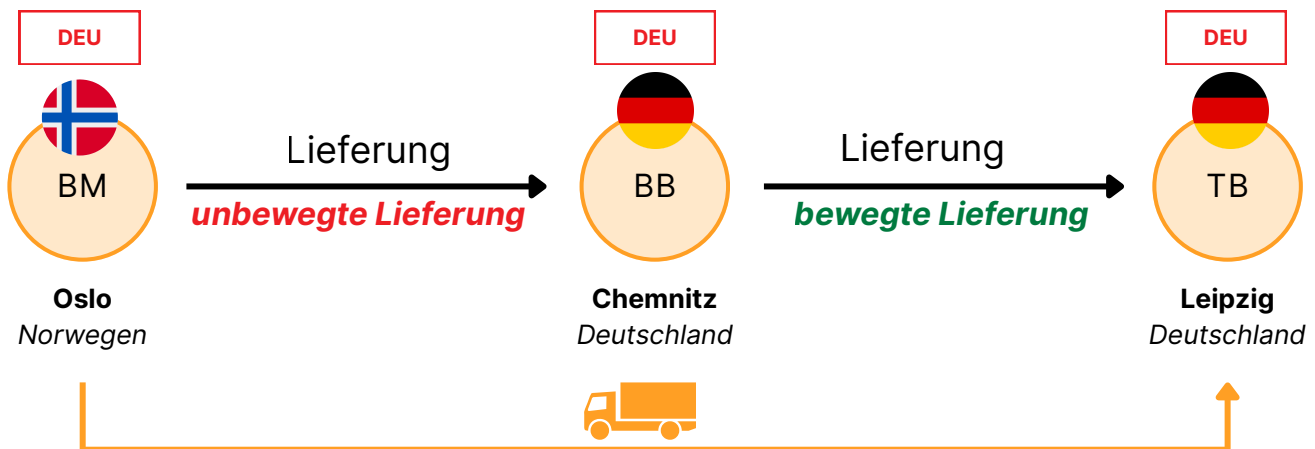 DEU
DEU
DEU
BM
Lieferung
unbewegte Lieferung
BB
Lieferung
bewegte Lieferung
TB
Oslo
Norwegen
Chemnitz
Deutschland
Leipzig
Deutschland